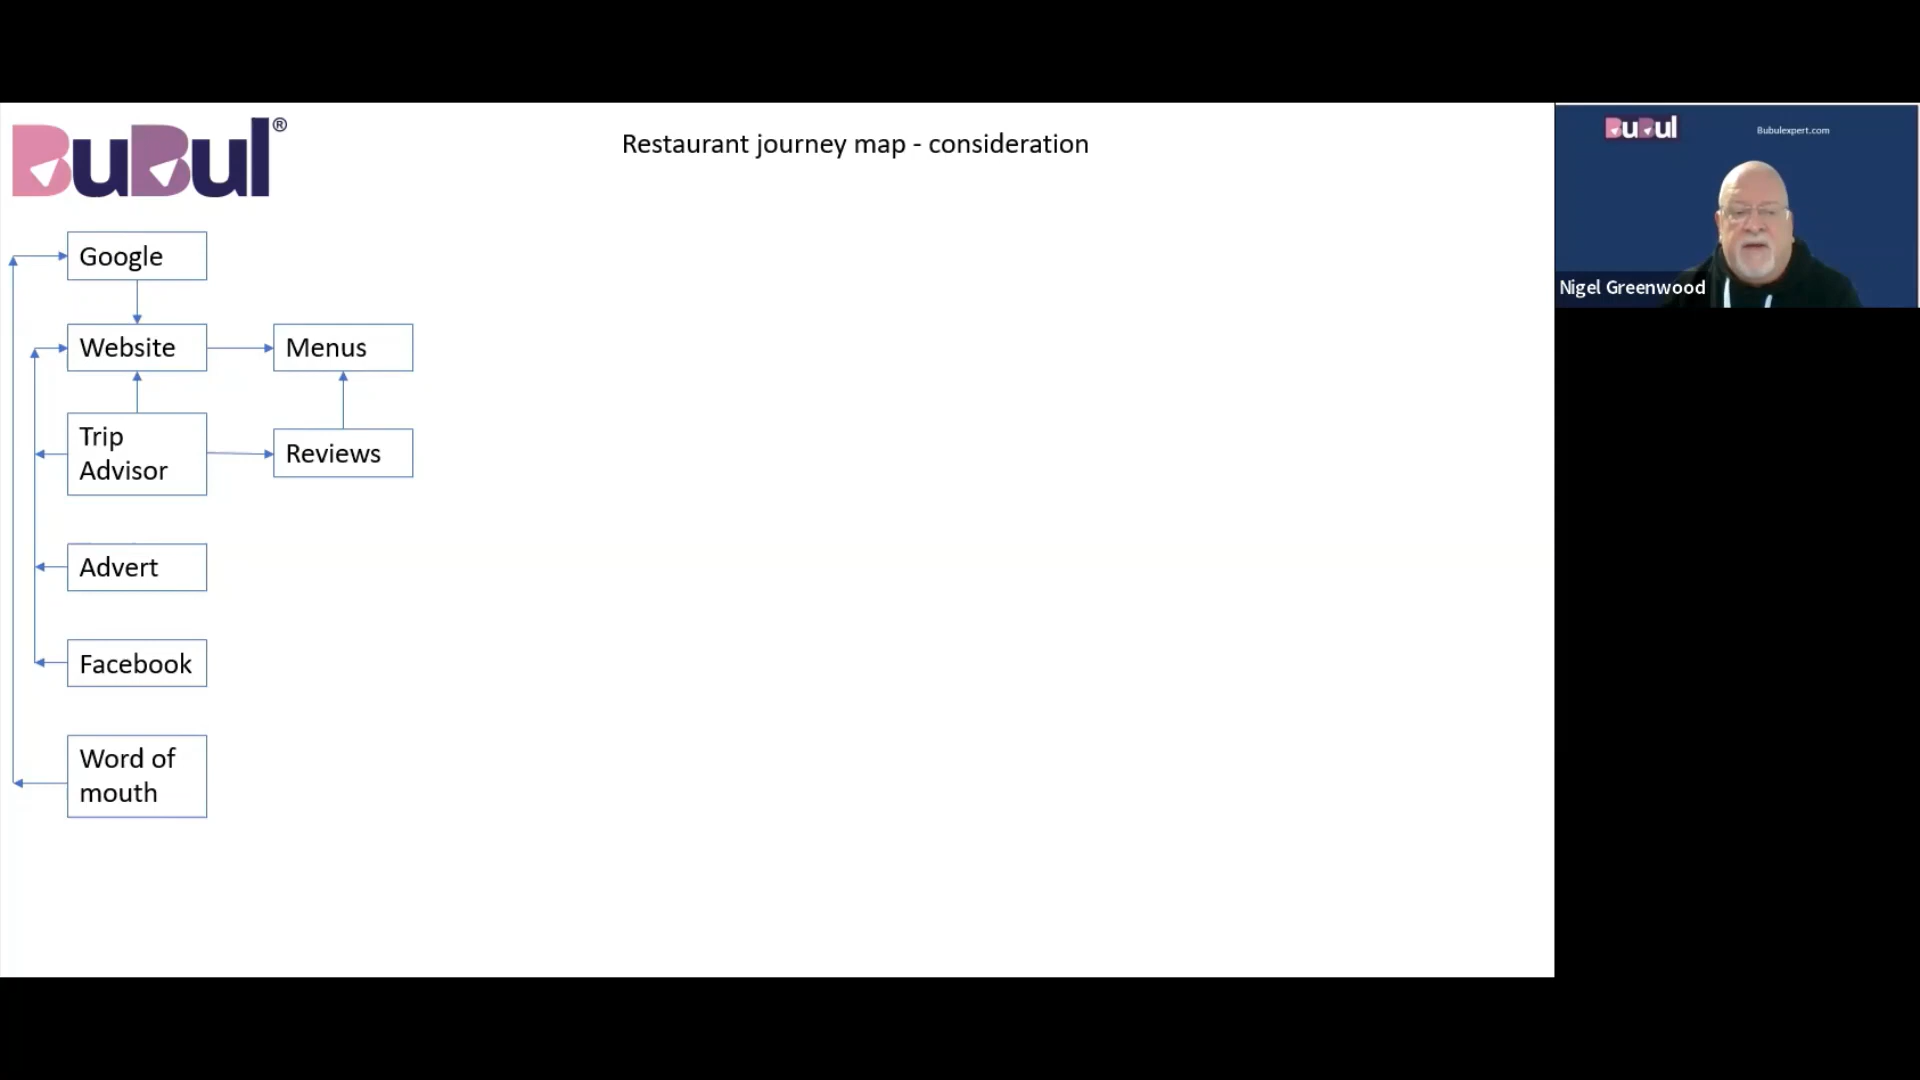 BuBul®
Restaurant journey map - consideration
Google
Website
Menus
Trip
Advisor
Reviews
Advert
Facebook
Word of
mouth
BuBul
Bubulexpert.com
Nigel Greenwood